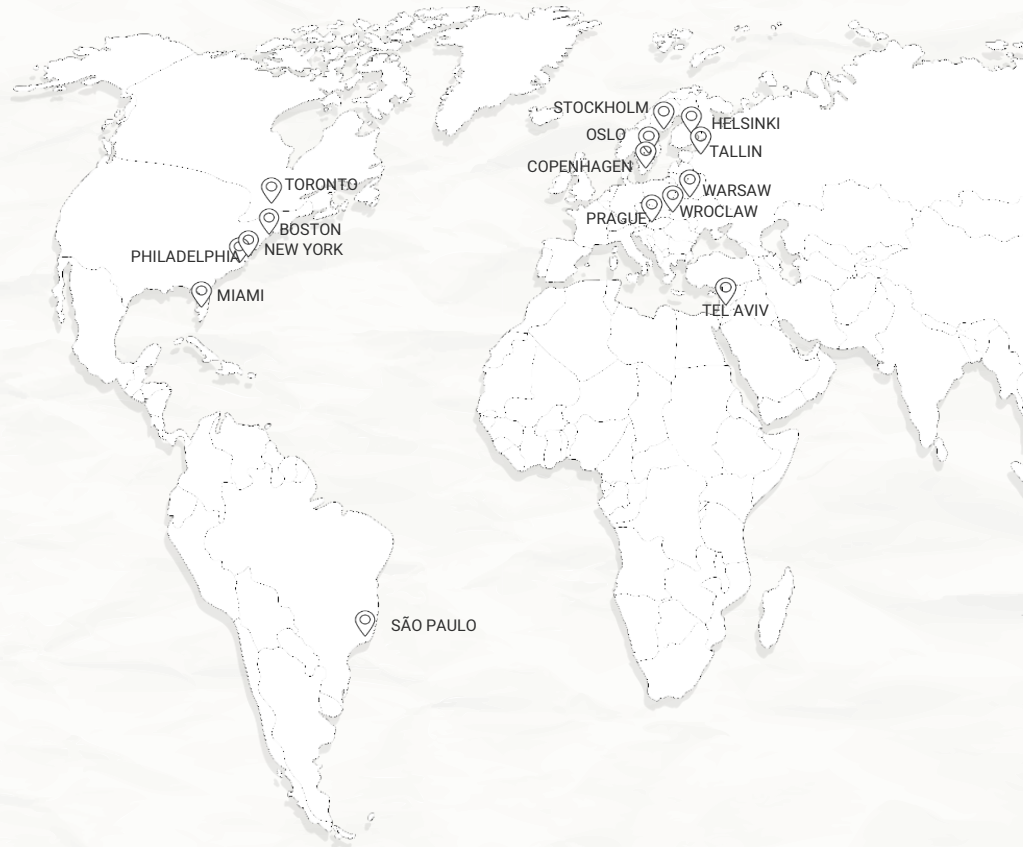 STOCKHOLM
HELSINKI
OSLO
TALLIN
COPENHAGEN
TORONTO
WARSAW
WROCLAW
PRAGUE
BOSTON
NEW YORK
PHILADELPHIA
MIAMI
TEL AVIV
SÃO PAULO